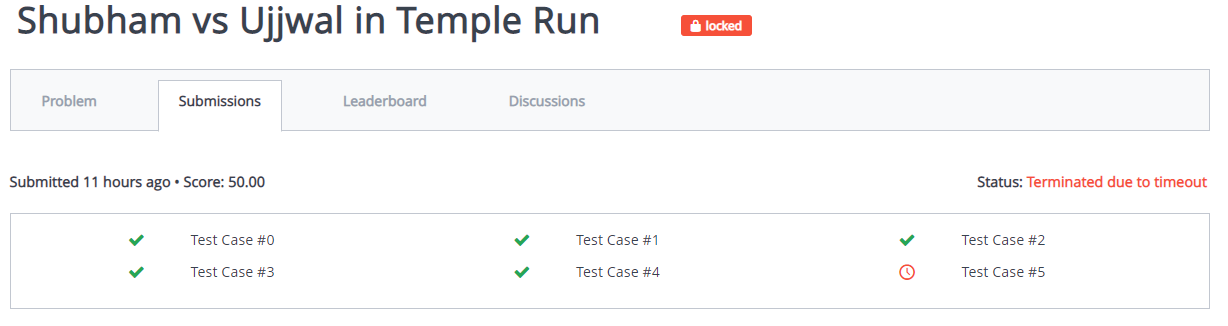 Shubham vs Ujjwal in Temple Run locked
Problem Submissions Leaderboard Discussions
Submitted 11 hours ago • Score: 50.00 Status: Terminated due to timeout
Test Case #0 Test Case #1 Test Case #2
Test Case #3 Test Case #4 Test Case #5